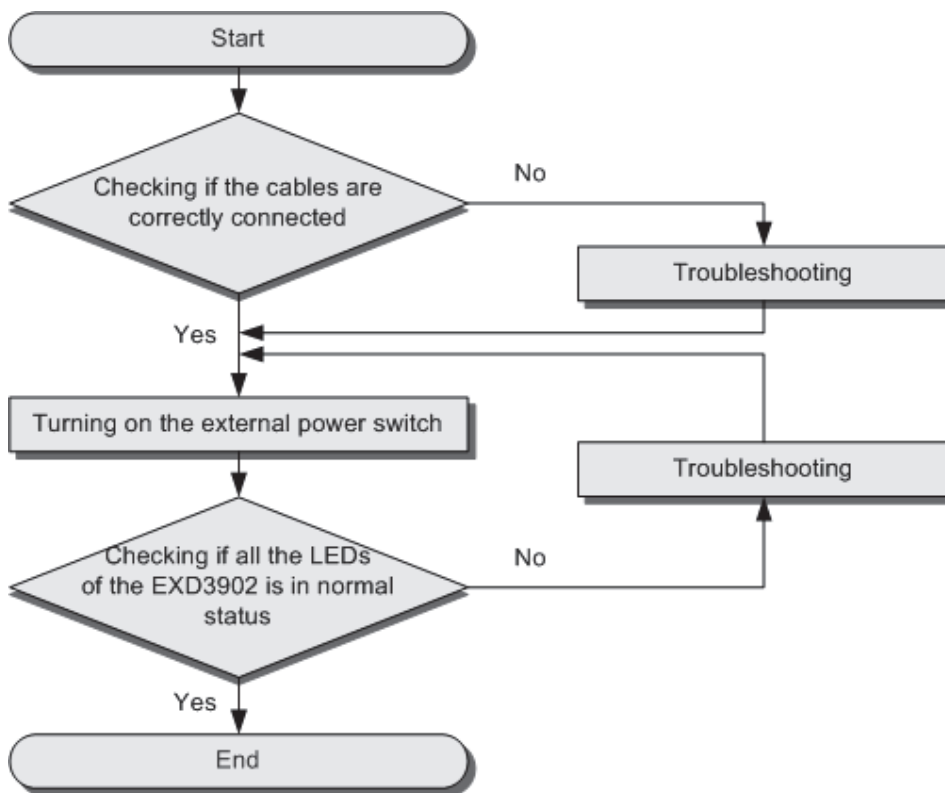 Start
Checking if the cables are
correctly connected
No
Troubleshooting
Yes
Turning on the external power switch
Troubleshooting
Checking if all the LEDs
of the EXD3902 is in normal
status
No
Yes
End